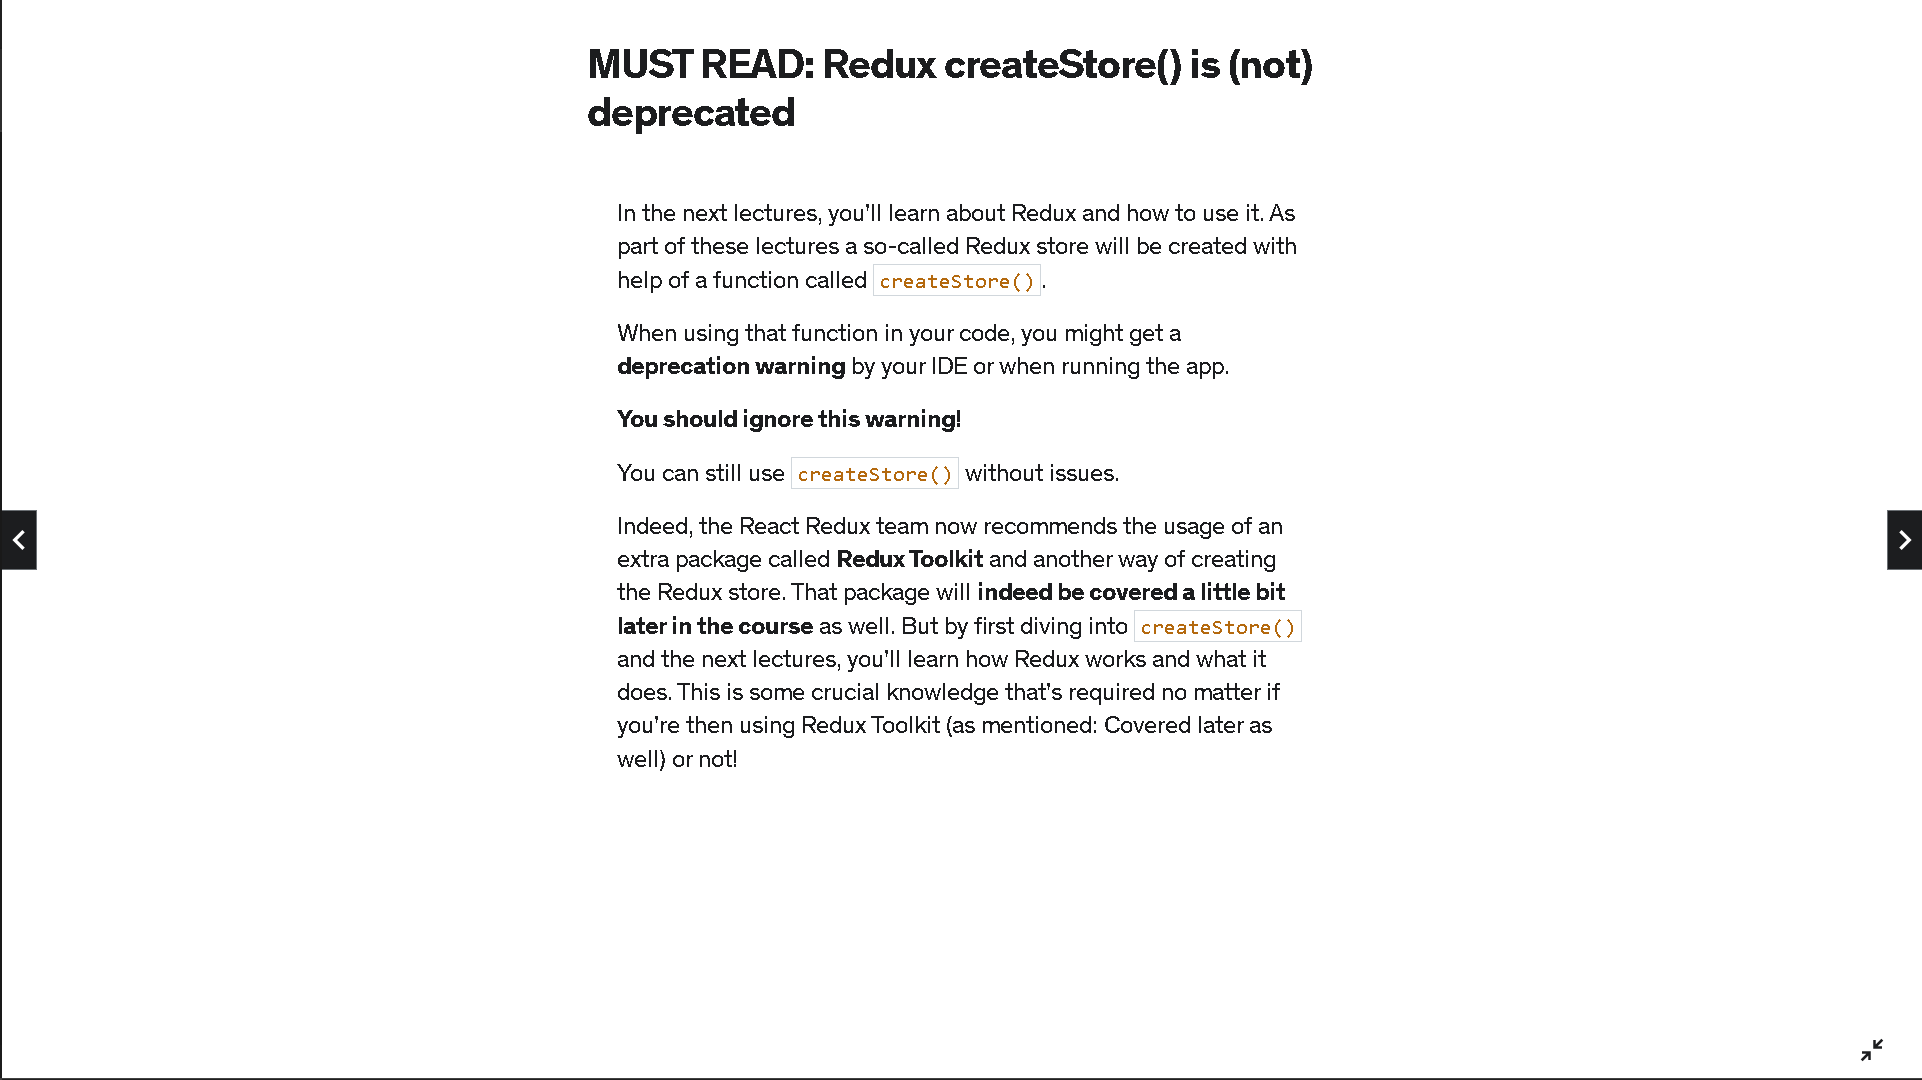 MUST READ: Redux createStore() is (not)
deprecated
In the next lectures, you'll learn about Redux and how to use it. As
part of these lectures a so-called Redux store will be created with
help of a function called createStore().
When using that function in your code, you might get a
deprecation warning by your IDE or when running the app.
You should ignore this warning!
You can still use createStore() without issues.
Indeed, the React Redux team now recommends the usage of an
extra package called Redux Toolkit and another way of creating
the Redux store. That package will indeed be covered a little bit
later in the course as well. But by first diving into createStore()
and the next lectures, you'll learn how Redux works and what it
does. This is some crucial knowledge that's required no matter if
you're then using Redux Toolkit (as mentioned: Covered later as
well) or not!